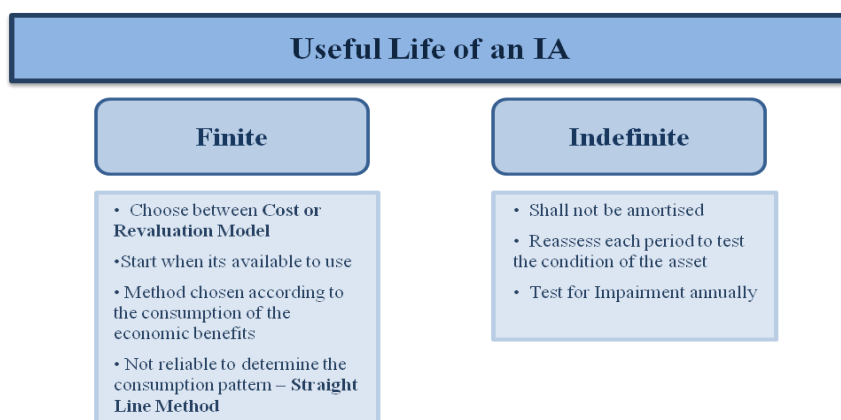 Useful Life of an IA
Finite
• Choose between Cost or
Revaluation Model
•Start when its available to use
• Method chosen according to
the consumption of the
economic benefits
• Not reliable to determine the
consumption pattern – Straight
Line Method
Indefinite
• Shall not be amortised
• Reassess each period to test
the condition of the asset
• Test for Impairment annually